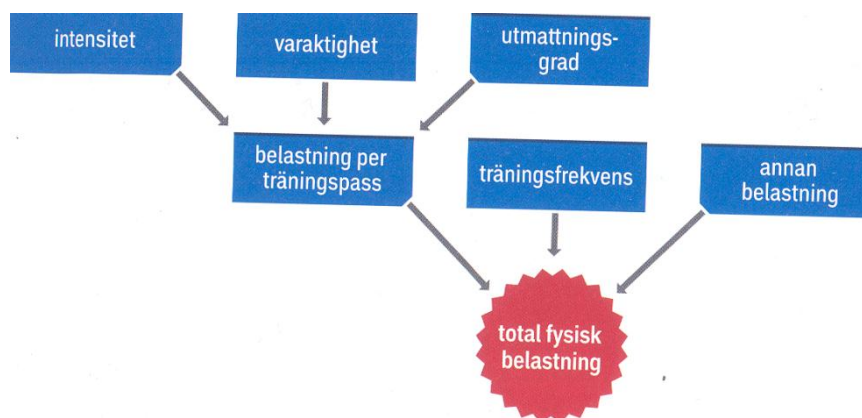 intensitet
varaktighet
utmattnings-
grad
belastning per
träningspass
träningsfrekvens
annan
belastning
total fysisk
belastning